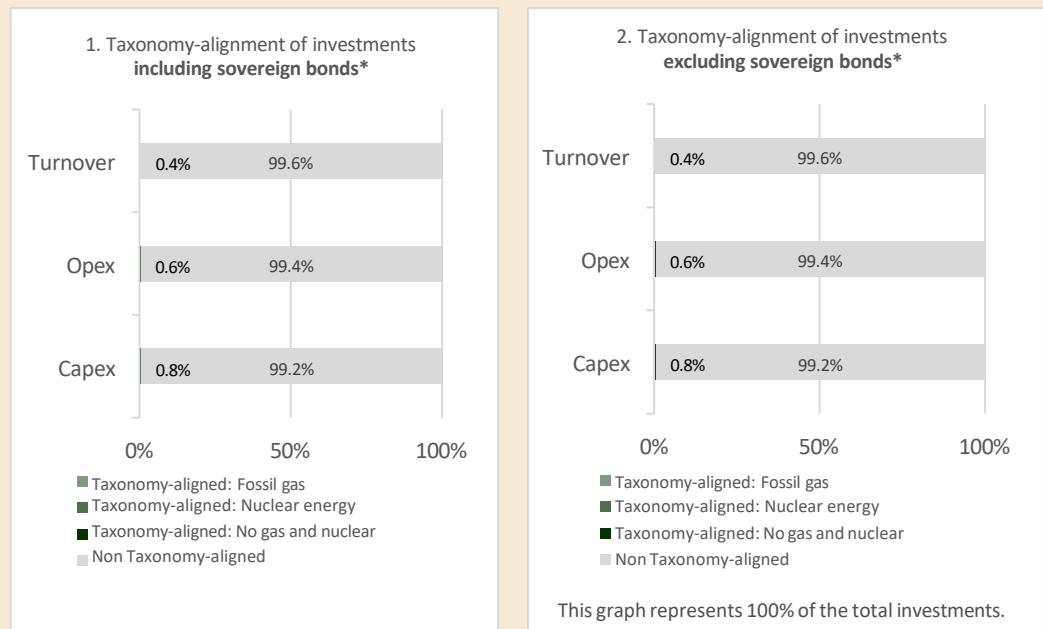 1. Taxonomy-alignment of investments
including sovereign bonds*
Turnover
0.4%
99.6%
Opex
0.6%
99.4%
Capex
0.8%
99.2%
0%
50%
100%
Taxonomy-aligned: Fossil gas
Taxonomy-aligned: Nuclear energy
Taxonomy-aligned: No gas and nuclear
Non Taxonomy-aligned
2. Taxonomy-alignment of investments
excluding sovereign bonds*
Turnover
0.4%
99.6%
Opex
0.6%
99.4%
Capex
0.8%
99.2%
0%
50%
100%
Taxonomy-aligned: Fossil gas
Taxonomy-aligned: Nuclear energy
Taxonomy-aligned: No gas and nuclear
Non Taxonomy-aligned
This graph represents 100% of the total investments.